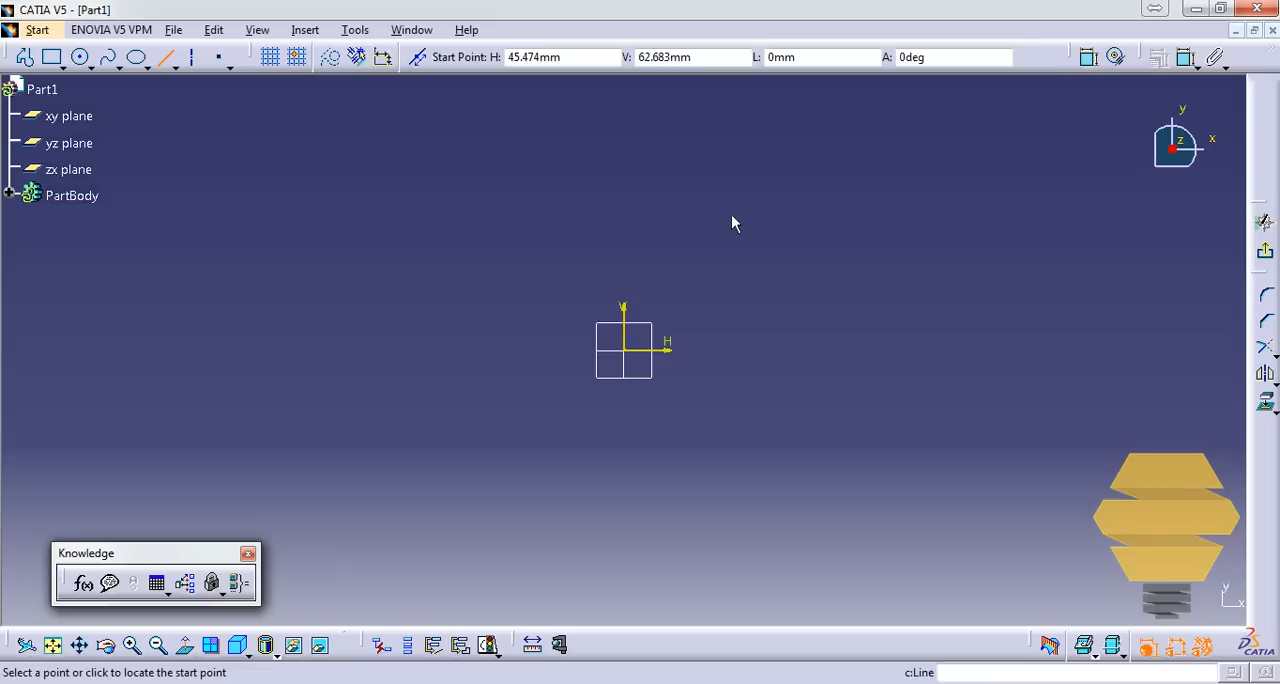 CATIA V5 - [Part1]
Start ENOVIA V5 VPM File Edit View Insert Tools Window Help
Start Point: H: 45.474mm V: 62.683mm L: 0mm A: 0deg
Part1
xy plane
yz plane
zx plane
PartBody
y
z
x
V
H
Knowledge
f(x)
y
x
CATIA
Select a point or click to locate the start point
c:Line